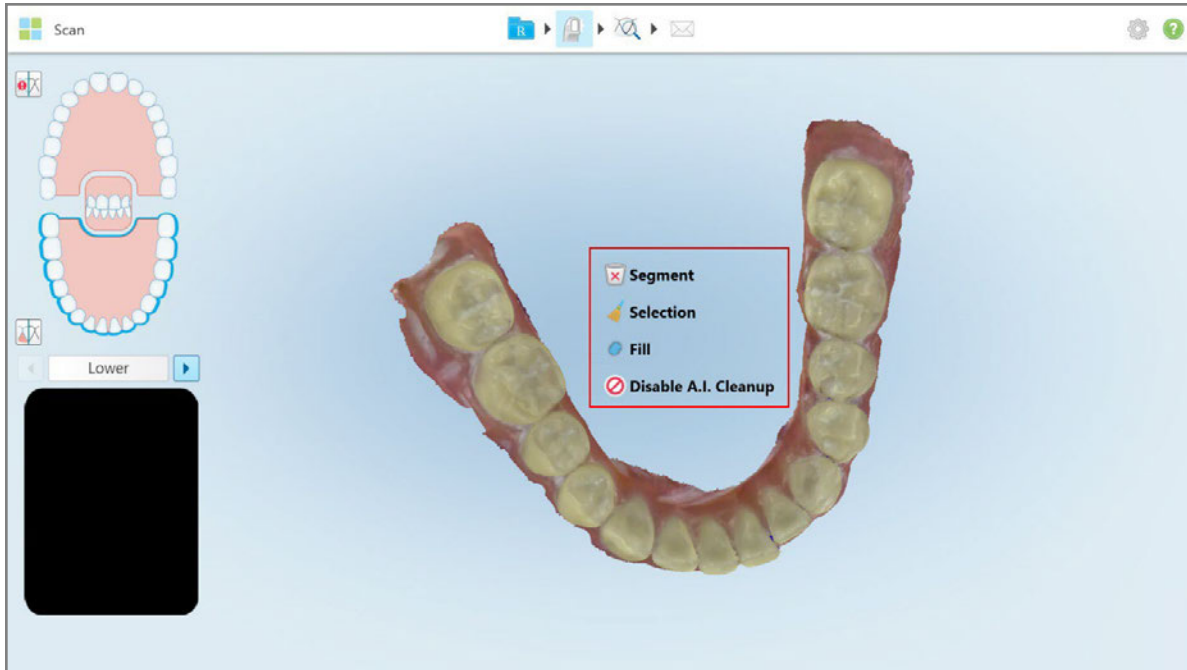 Scan
R
?
Segment
Selection
Fill
Disable A.I. Cleanup
Lower